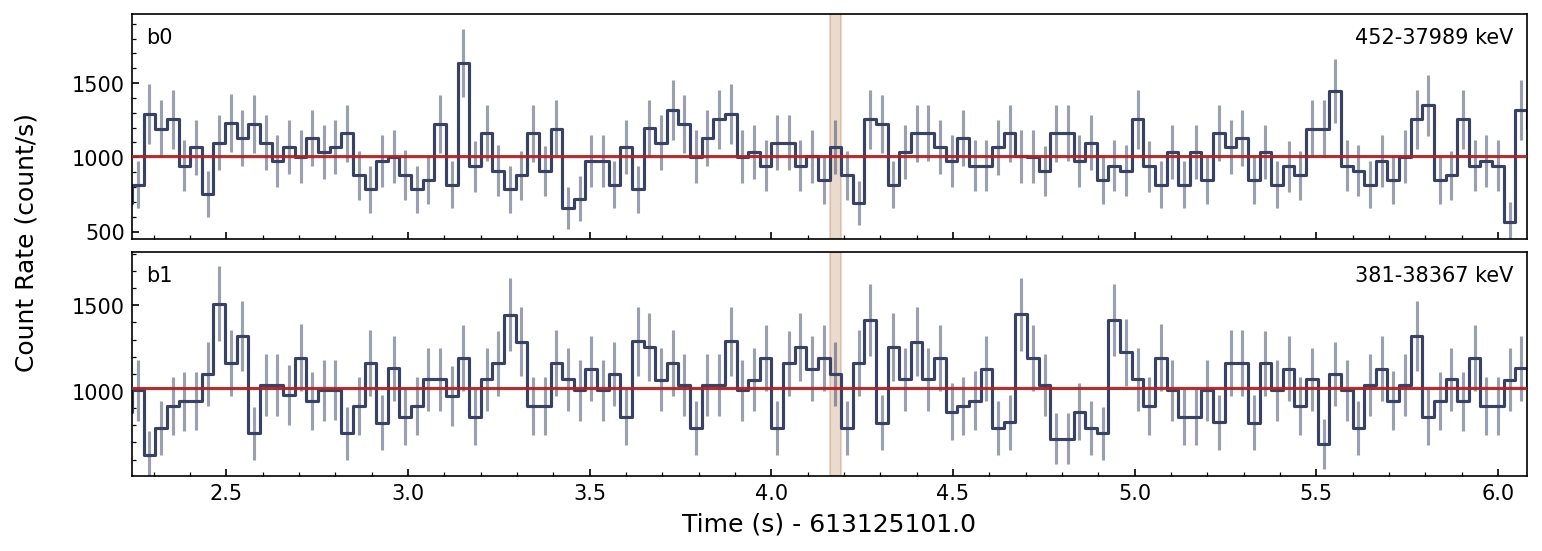 b0
452-37989 keV
1500
1000
500
b1
381-38367 keV
1500
1000
Count Rate (count/s)
2.5 3.0 3.5 4.0 4.5 5.0 5.5 6.0
Time (s) - 613125101.0